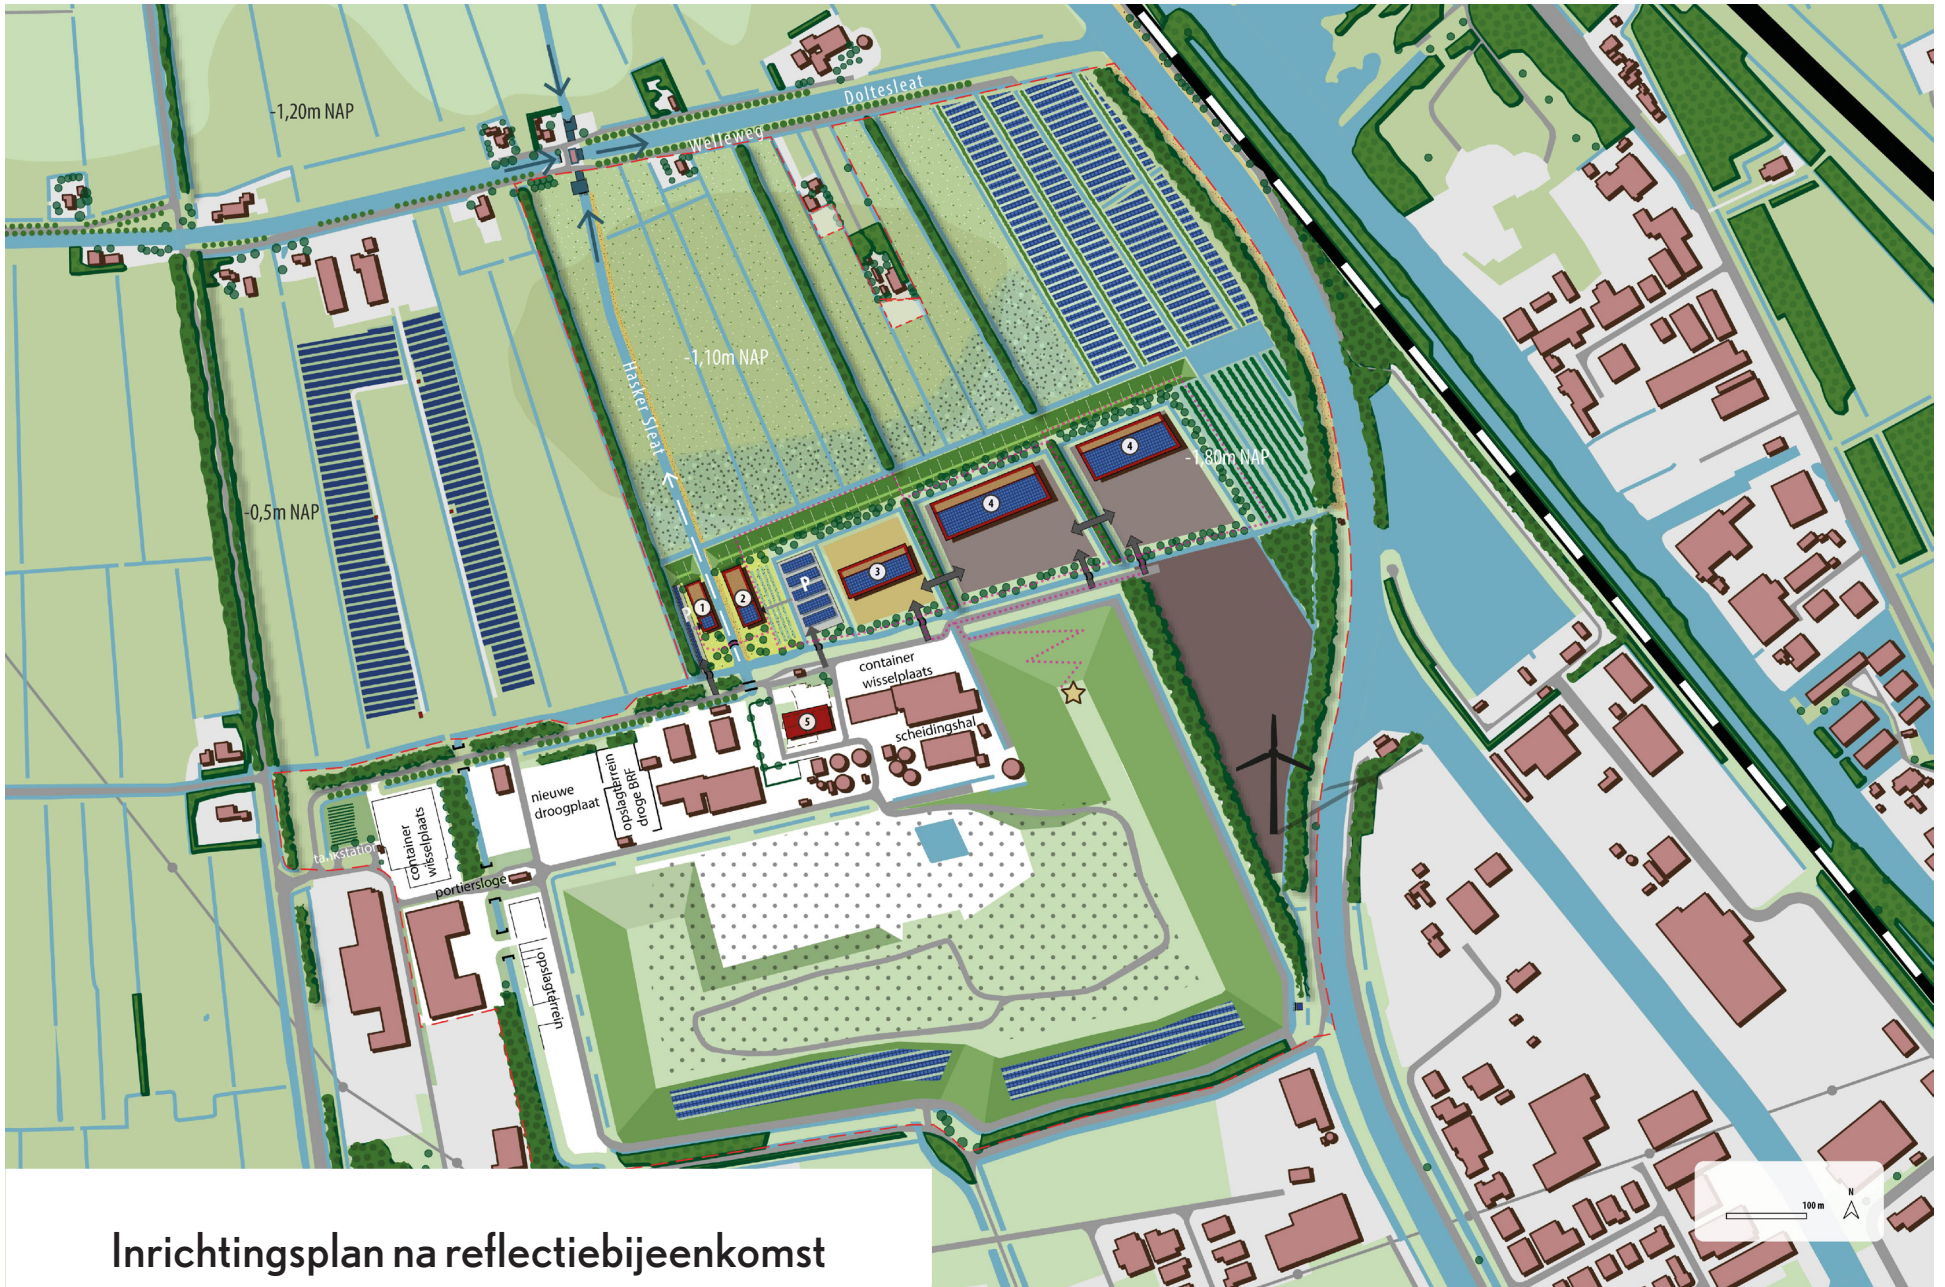 -1,20m NAP
Doltesleat
Welleweg
Hasker Sleat
-1,10m NAP
-0,5m NAP
-1,80m NAP
4
4
3
2
1
P
P
5
container
wisselplaats
scheidingshal
nieuwe
droogplaat
opslagterrein
droge BRF
container
wisselplaats
tankstation
portiersloge
opslagterrein
100 m
N
Inrichtingsplan na reflectiebijeenkomst